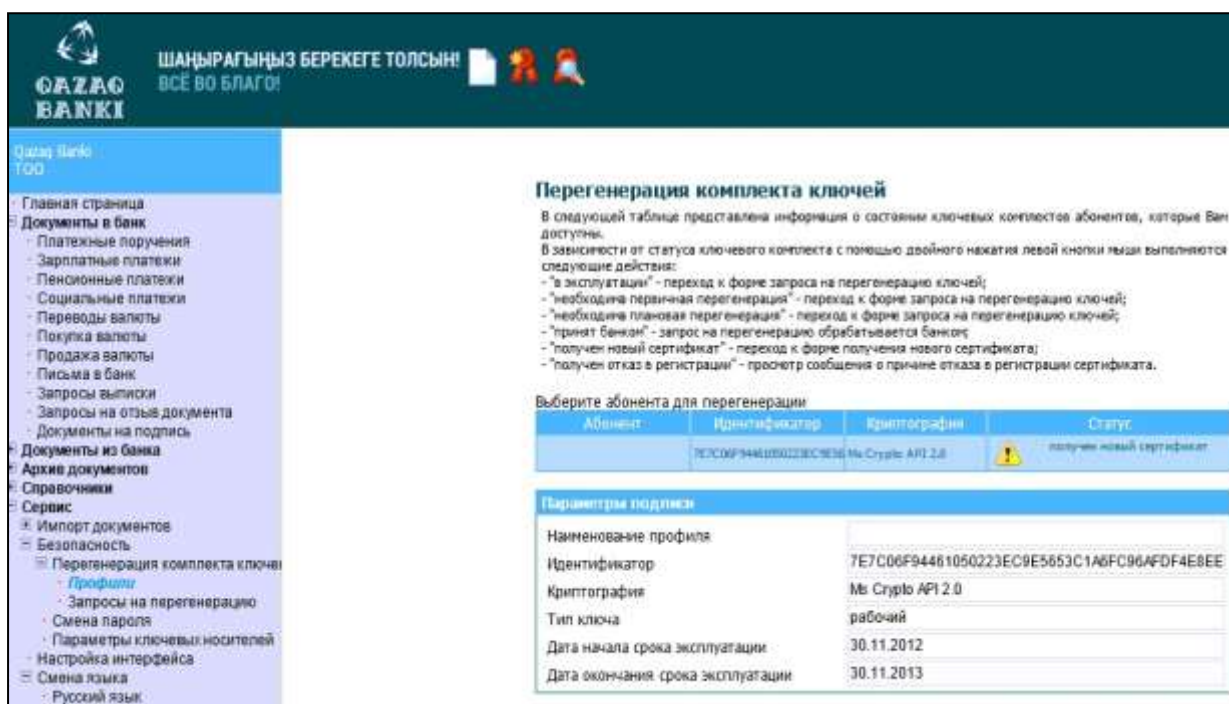 ШАҢЫРАҒЫҢЫЗ БЕРЕКЕГЕ ТОЛСЫН!
ВСЁ ВО БЛАГО!
QAZAQ
BANKI
Qazaq Banki
ТОО
Главная страница
Документы в банк
Платежные поручения
Зарплатные платежи
Пенсионные платежи
Социальные платежи
Переводы валюты
Покупка валюты
Продажа валюты
Письма в банк
Запросы выписки
Запросы на отзыв документа
Документы на подпись
Документы из банка
Архив документов
Справочники
Сервис
Импорт документов
Безопасность
Перегенерация комплекта ключей
Профили
Запросы на перегенерацию
Смена пароля
Параметры ключевых носителей
Настройка интерфейса
Смена языка
Русский язык
Перегенерация комплекта ключей
В следующей таблице представлена информация о состоянии ключевых комплектов абонентов, которые Вам
доступны.
В зависимости от статуса ключевого комплекта с помощью двойного нажатия левой кнопки мыши выполняются
следующие действия:
- "в эксплуатации" - переход к форме запроса на перегенерацию ключей;
- "необходима первичная перегенерация" - переход к форме запроса на перегенерацию ключей;
- "необходима плановая перегенерация" - переход к форме запроса на перегенерацию ключей;
- "принят банком" - запрос на перегенерацию обрабатывается банком;
- "получен новый сертификат" - переход к форме получения нового сертификата;
- "получен отказ в регистрации" - просмотр сообщения о причине отказа в регистрации сертификата.
Выберите абонента для перегенерации
Абонент Идентификатор Криптография Статус
Ms Crypto API 2.0 получен новый сертификат
Параметры подписи
Наименование профиля
Идентификатор 7E7C06F94461050223EC9E5653C1A6FC96AFDF4E8EE
Криптография Ms Crypto API 2.0
Тип ключа рабочий
Дата начала срока эксплуатации 30.11.2012
Дата окончания срока эксплуатации 30.11.2013